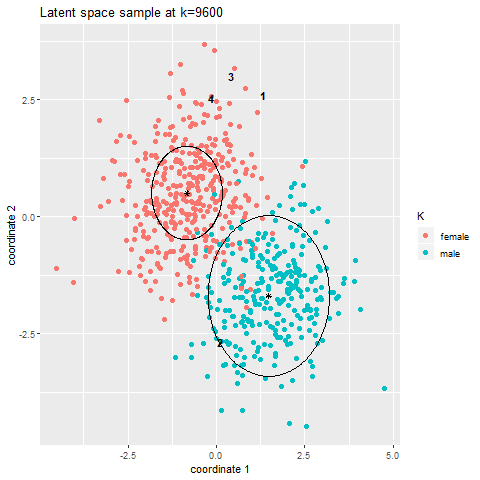 Latent space sample at k=9600
3
1
4
2.5
K
0.0
female
male
*
*
coordinate 2
-2.5
2
-2.5
0.0
2.5
5.0
coordinate 1